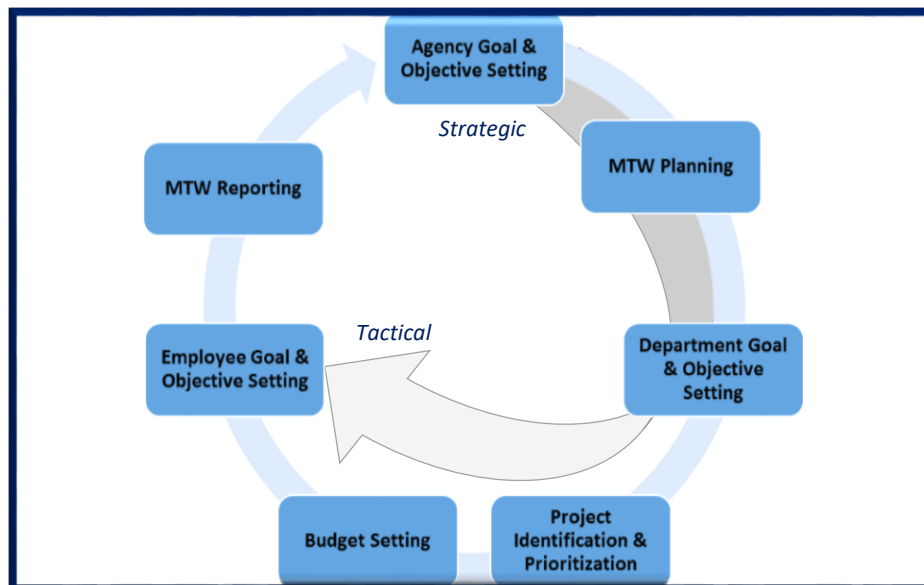 Agency Goal &
Objective Setting
Strategic
MTW Planning
MTW Reporting
Tactical
Department Goal
& Objective
Setting
Employee Goal &
Objective Setting
Project
Identification &
Prioritization
Budget Setting